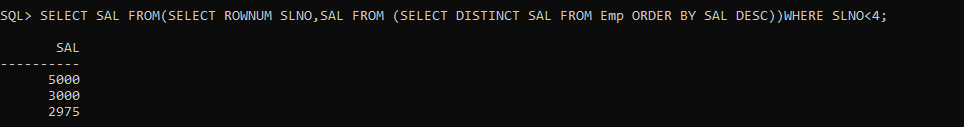 SQL> SELECT SAL FROM(SELECT ROWNUM SLNO,SAL FROM (SELECT DISTINCT SAL FROM Emp ORDER BY SAL DESC))WHERE SLNO<4;
SAL
----------
5000
3000
2975